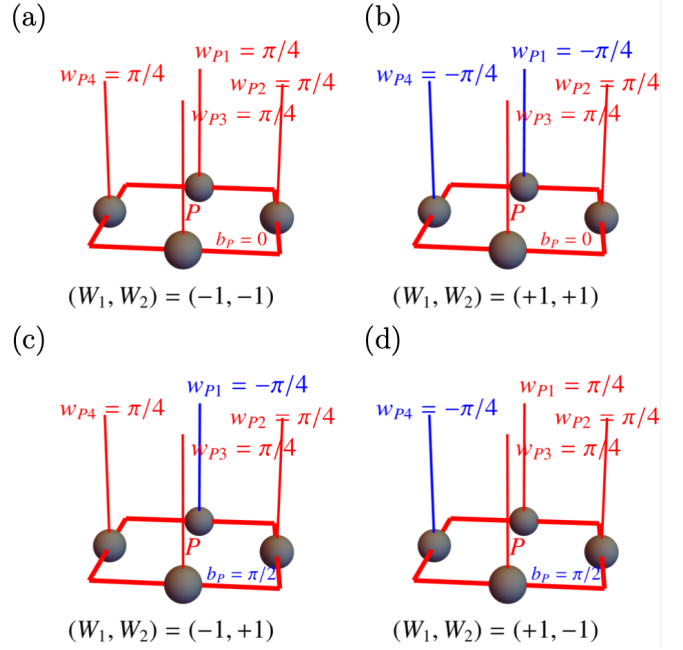 (a)
w_{P1} = π/4
w_{P4} = π/4
w_{P2} = π/4
w_{P3} = π/4
P
b_P = 0
(W_1, W_2) = (−1, −1)
(b)
w_{P1} = −π/4
w_{P4} = −π/4
w_{P2} = π/4
w_{P3} = π/4
P
b_P = 0
(W_1, W_2) = (+1, +1)
(c)
w_{P1} = −π/4
w_{P4} = π/4
w_{P2} = π/4
w_{P3} = π/4
P
b_P = π/2
(W_1, W_2) = (−1, +1)
(d)
w_{P1} = π/4
w_{P4} = −π/4
w_{P2} = π/4
w_{P3} = π/4
P
b_P = π/2
(W_1, W_2) = (+1, −1)